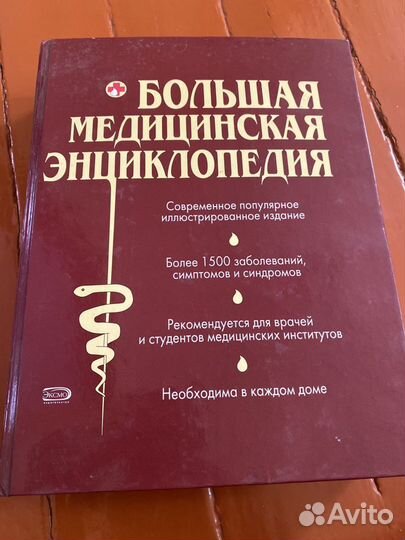 БОЛЬШАЯ
МЕДИЦИНСКАЯ
ЭНЦИКЛОПЕДИЯ
Современное популярное
иллюстрированное издание
Более 1500 заболеваний,
симптомов и синдромов
Рекомендуется для врачей
и студентов медицинских институтов
Необходима в каждом доме
ЭКСМО
Avito